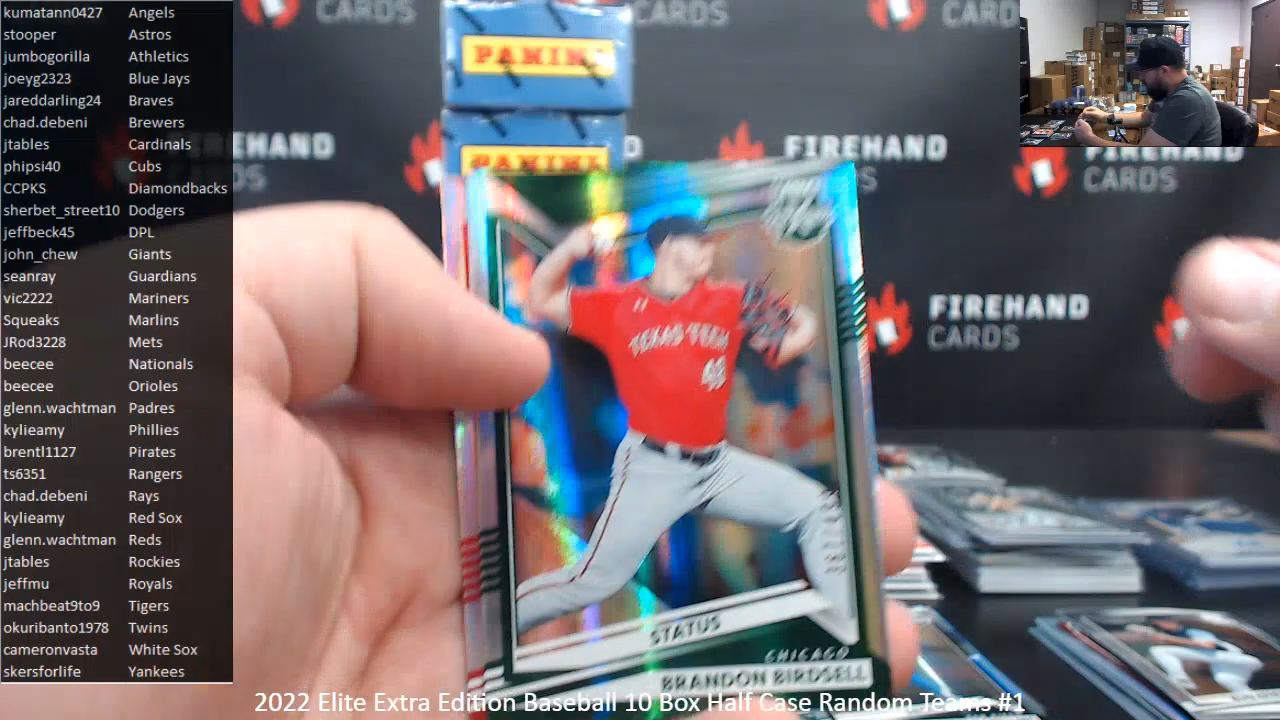 kumatann0427 Angels
stooper Astros
jumbogorilla Athletics
joeyg2323 Blue Jays
jareddarling24 Braves
chad.debeni Brewers
jtables Cardinals
phipsi40 Cubs
CCPKS Diamondbacks
sherbet_street10 Dodgers
jeffbeck45 DPL
john_chew Giants
seanray Guardians
vic2222 Mariners
Squeaks Marlins
JRod3228 Mets
beecee Nationals
beecee Orioles
glenn.wachtman Padres
kylieamy Phillies
brentl1127 Pirates
ts6351 Rangers
chad.debeni Rays
kylieamy Red Sox
glenn.wachtman Reds
jtables Rockies
jeffmu Royals
machbeat9to9 Tigers
okuribanto1978 Twins
cameronvasta White Sox
skersforlife Yankees
CARDS
CARDS
CARD
PANINI
PANINI
FIREHAND
CARDS
FIREHAND
CARDS
FIREHAND
CARDS
TEXAS TECH
48
STATUS
CHICAGO
BRANDON BIRDSELL
2022 Elite Extra Edition Baseball 10 Box Half Case Random Teams #1